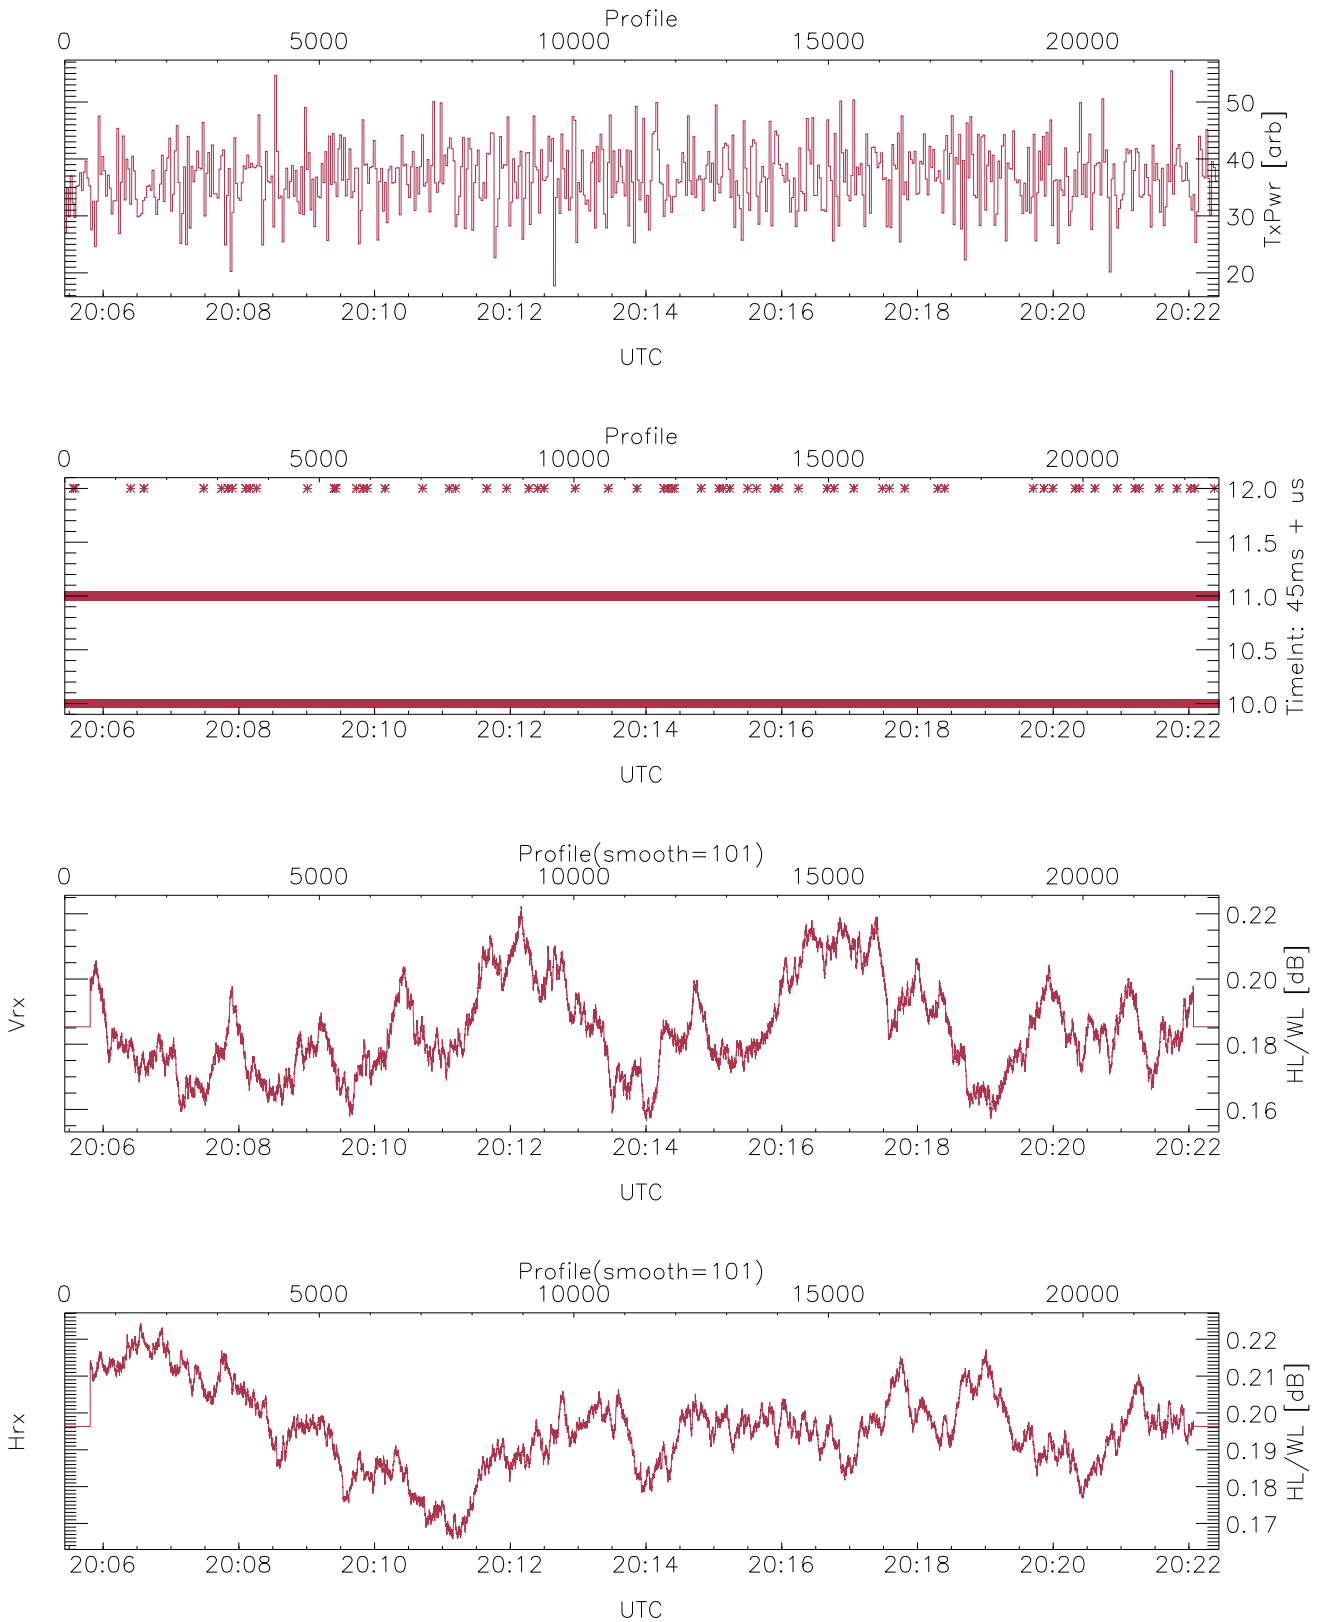 Profile
0 5000 10000 15000 20000
50
40
30
20
TxPwr [arb]
20:06 20:08 20:10 20:12 20:14 20:16 20:18 20:20 20:22
UTC
Profile
0 5000 10000 15000 20000
12.0
11.5
11.0
10.5
10.0
TimeInt: 45ms + us
20:06 20:08 20:10 20:12 20:14 20:16 20:18 20:20 20:22
UTC
Profile(smooth=101)
0 5000 10000 15000 20000
Vrx
0.22
0.20
0.18
0.16
HL/WL [dB]
20:06 20:08 20:10 20:12 20:14 20:16 20:18 20:20 20:22
UTC
Profile(smooth=101)
0 5000 10000 15000 20000
Hrx
0.22
0.21
0.20
0.19
0.18
0.17
HL/WL [dB]
20:06 20:08 20:10 20:12 20:14 20:16 20:18 20:20 20:22
UTC